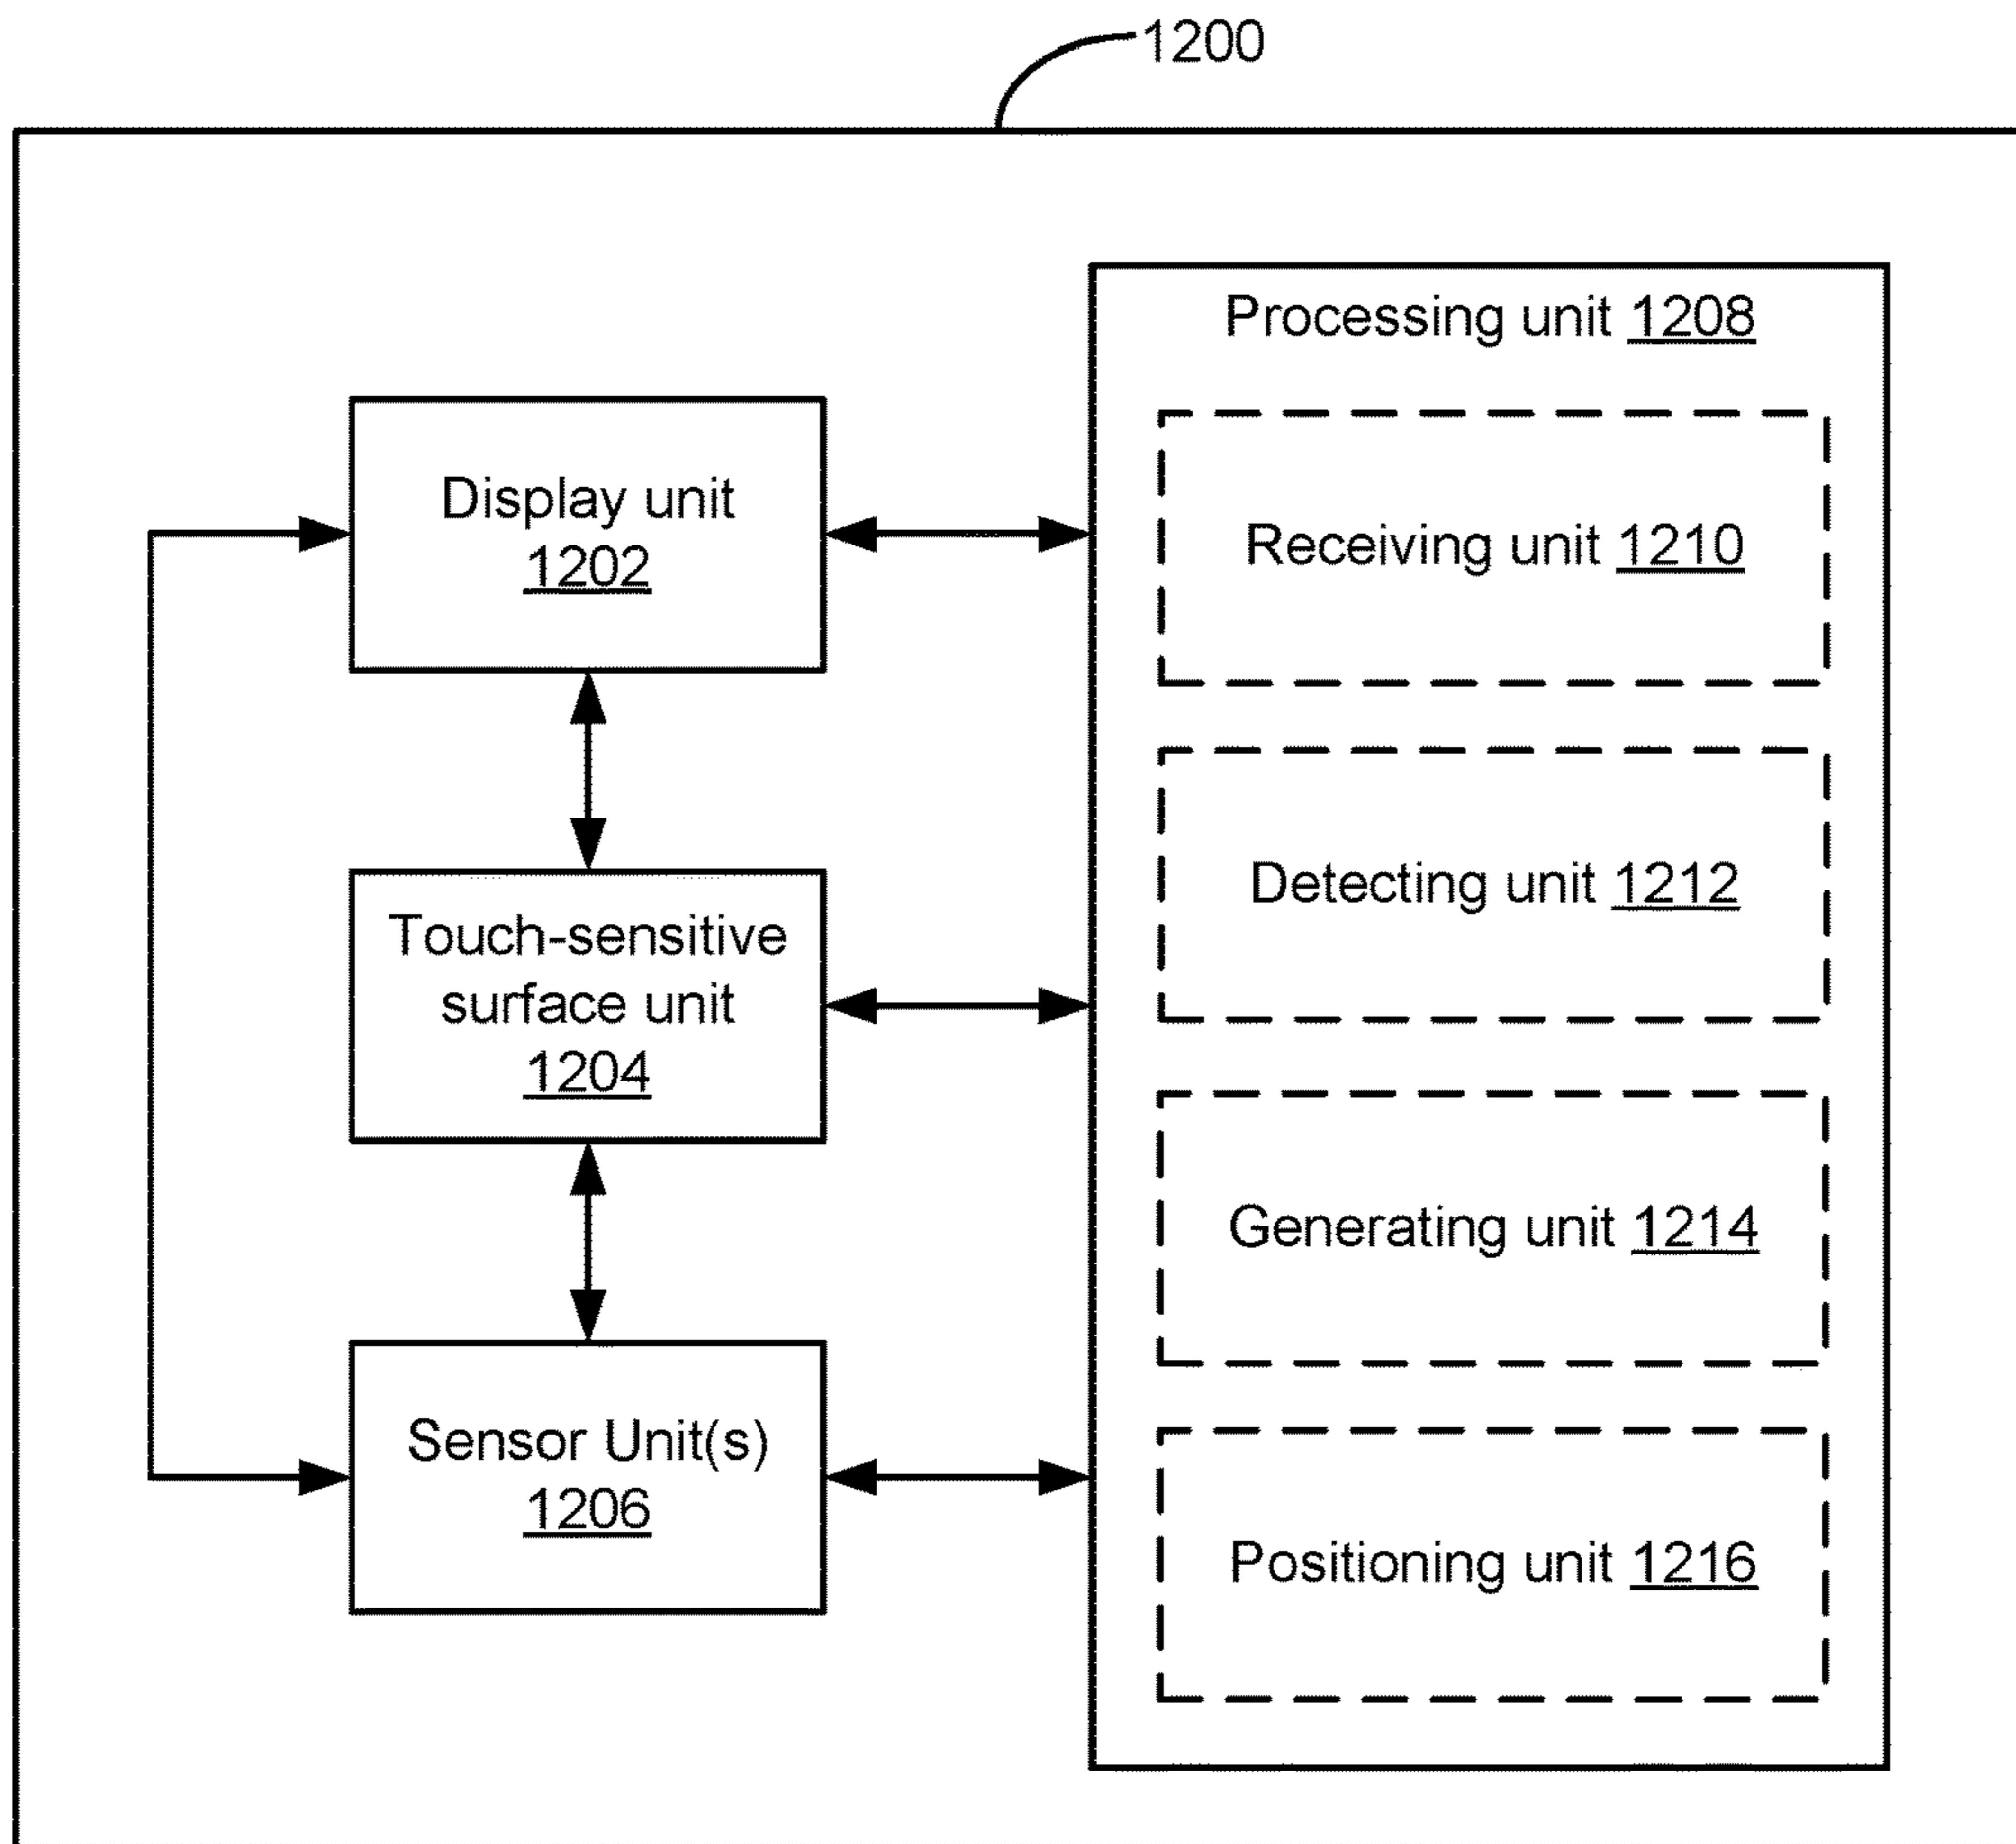 1200
Processing unit 1208
Display unit
1202
Receiving unit 1210
Touch-sensitive
surface unit
1204
Detecting unit 1212
Generating unit 1214
Sensor Unit(s)
1206
Positioning unit 1216